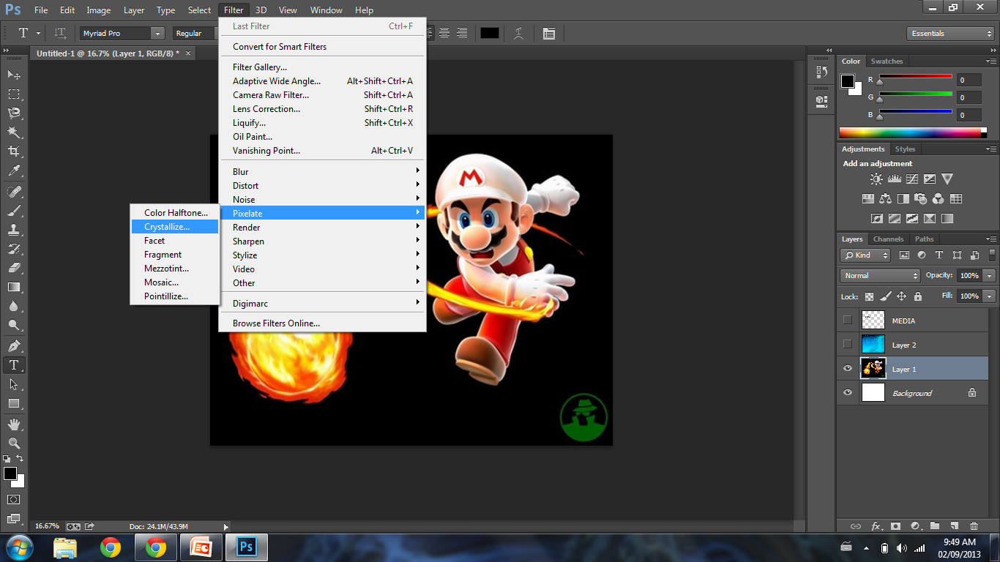 Ps File Edit Image Layer Type Select Filter 3D View Window Help
T Myriad Pro Regular Essentials
Untitled-1 @ 16.7% (Layer 1, RGB/8) * ×
Last Filter Ctrl+F
Convert for Smart Filters
Filter Gallery...
Adaptive Wide Angle... Alt+Shift+Ctrl+A
Camera Raw Filter... Shift+Ctrl+A
Lens Correction... Shift+Ctrl+R
Liquify... Shift+Ctrl+X
Oil Paint...
Vanishing Point... Alt+Ctrl+V
Blur
Distort
Noise
Pixelate
Render
Sharpen
Stylize
Video
Other
Digimarc
Browse Filters Online...
Color Halftone...
Crystallize...
Facet
Fragment
Mezzotint...
Mosaic...
Pointillize...
M
Color Swatches
R 0
G 0
B 0
Adjustments Styles
Add an adjustment
Layers Channels Paths
Kind T
Normal Opacity: 100%
Lock: Fill: 100%
MEDIA
Layer 2
Layer 1
Background
fx
T
16.67% Doc: 24.1M/43.9M
Ps
9:49 AM
02/09/2013